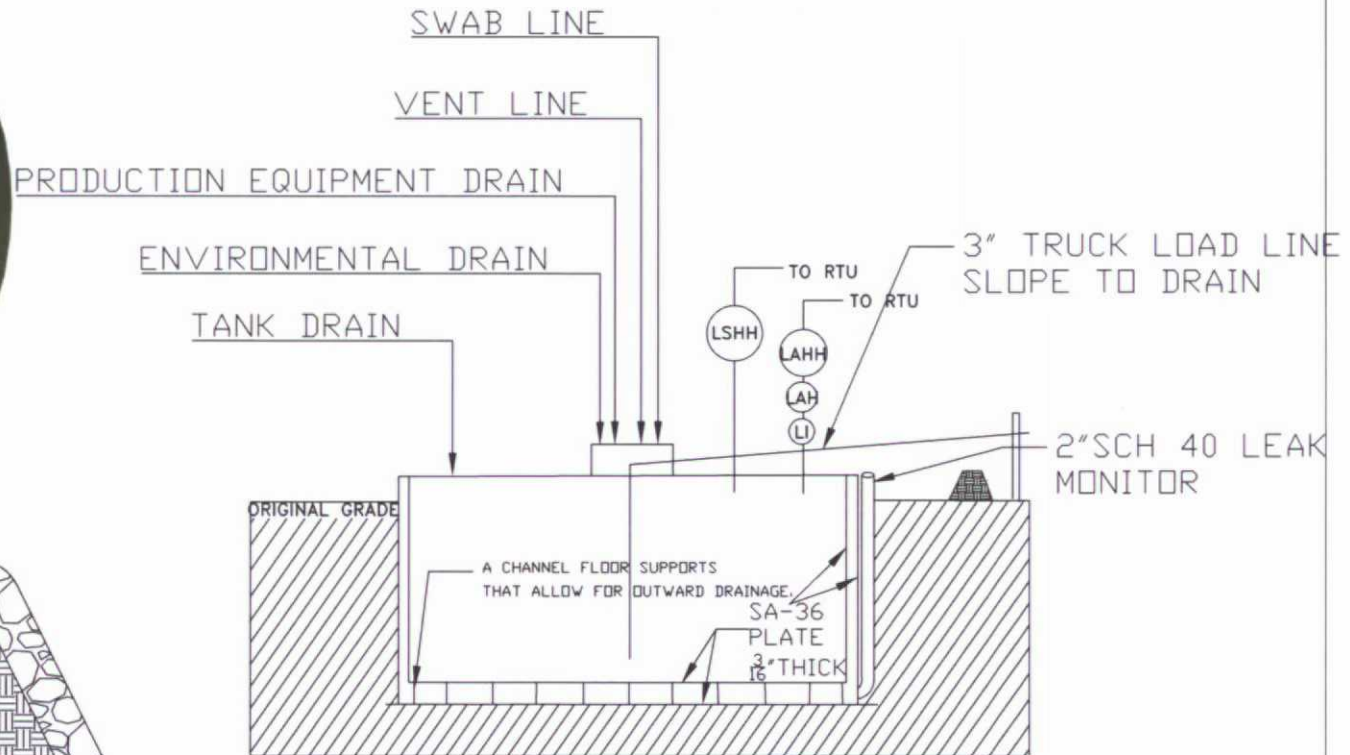 SWAB LINE
VENT LINE
PRODUCTION EQUIPMENT DRAIN
ENVIRONMENTAL DRAIN
TANK DRAIN
TO RTU
TO RTU
3" TRUCK LOAD LINE
SLOPE TO DRAIN
LSHH
LAHH
LAH
LI
2"SCH 40 LEAK
MONITOR
ORIGINAL GRADE
A CHANNEL FLOOR SUPPORTS
THAT ALLOW FOR OUTWARD DRAINAGE.
SA-36
PLATE
3/16"THICK